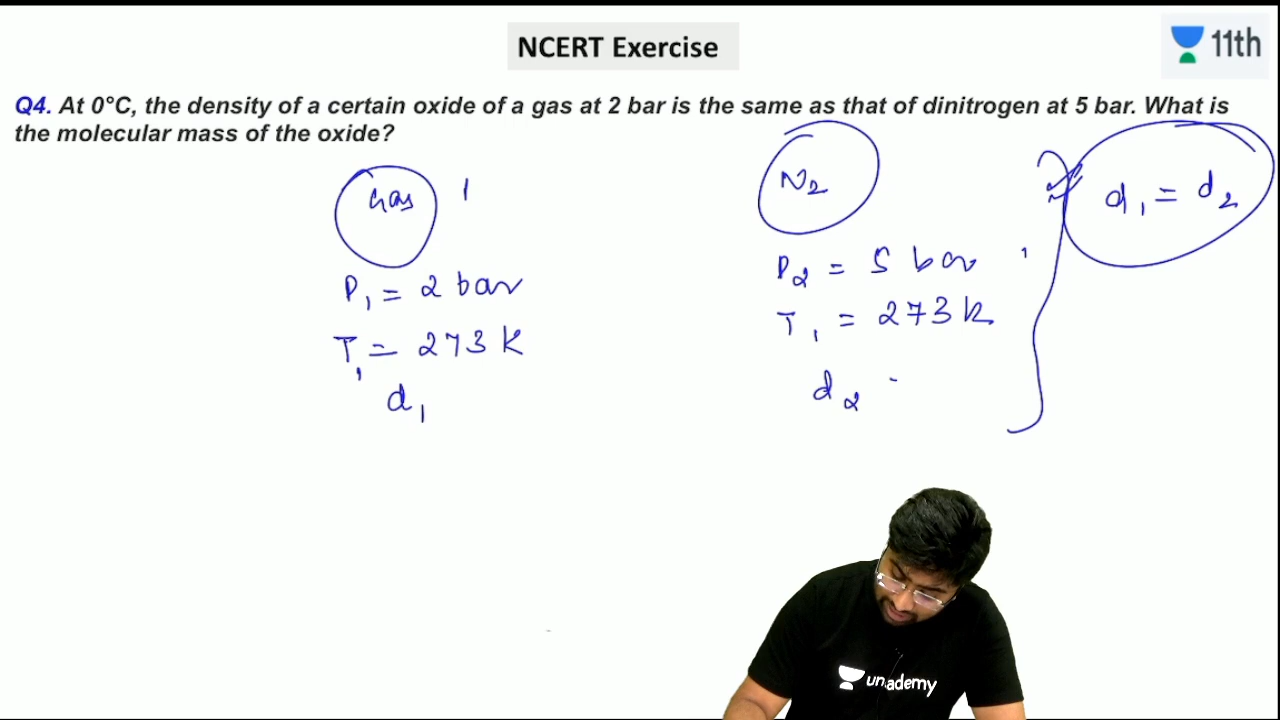 NCERT Exercise
11th
Q4. At 0°C, the density of a certain oxide of a gas at 2 bar is the same as that of dinitrogen at 5 bar. What is
the molecular mass of the oxide?
Gas 1
N₂
d₁ = d₂
P₁ = 2 bar
P₂ = 5 bar
T₁ = 273 K
T₁ = 273 K
d₁
d₂
unacademy